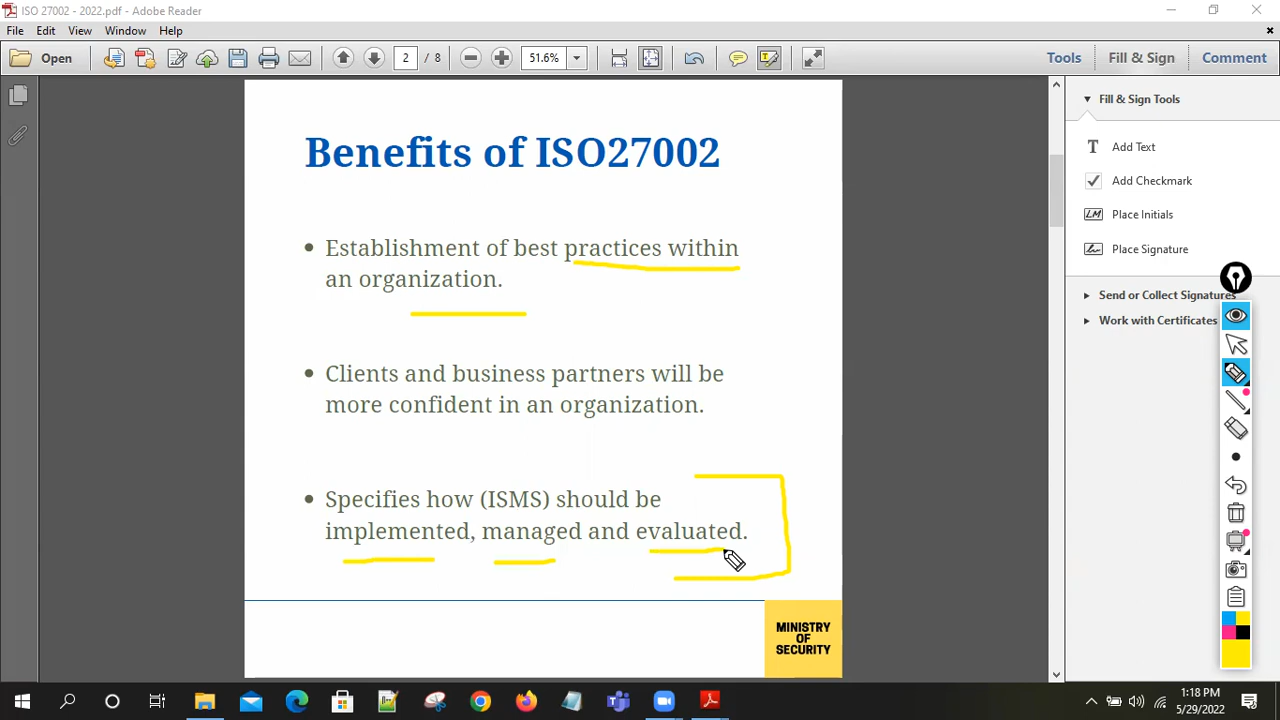 ISO 27002 - 2022.pdf - Adobe Reader
File Edit View Window Help
Open 2 / 8 51.6% Tools Fill & Sign Comment
Fill & Sign Tools
Add Text
Add Checkmark
Place Initials
Place Signature
Send or Collect Signatures
Work with Certificates
Benefits of ISO27002
• Establishment of best practices within
an organization.
• Clients and business partners will be
more confident in an organization.
• Specifies how (ISMS) should be
implemented, managed and evaluated.
MINISTRY
OF
SECURITY
1:18 PM
5/29/2022